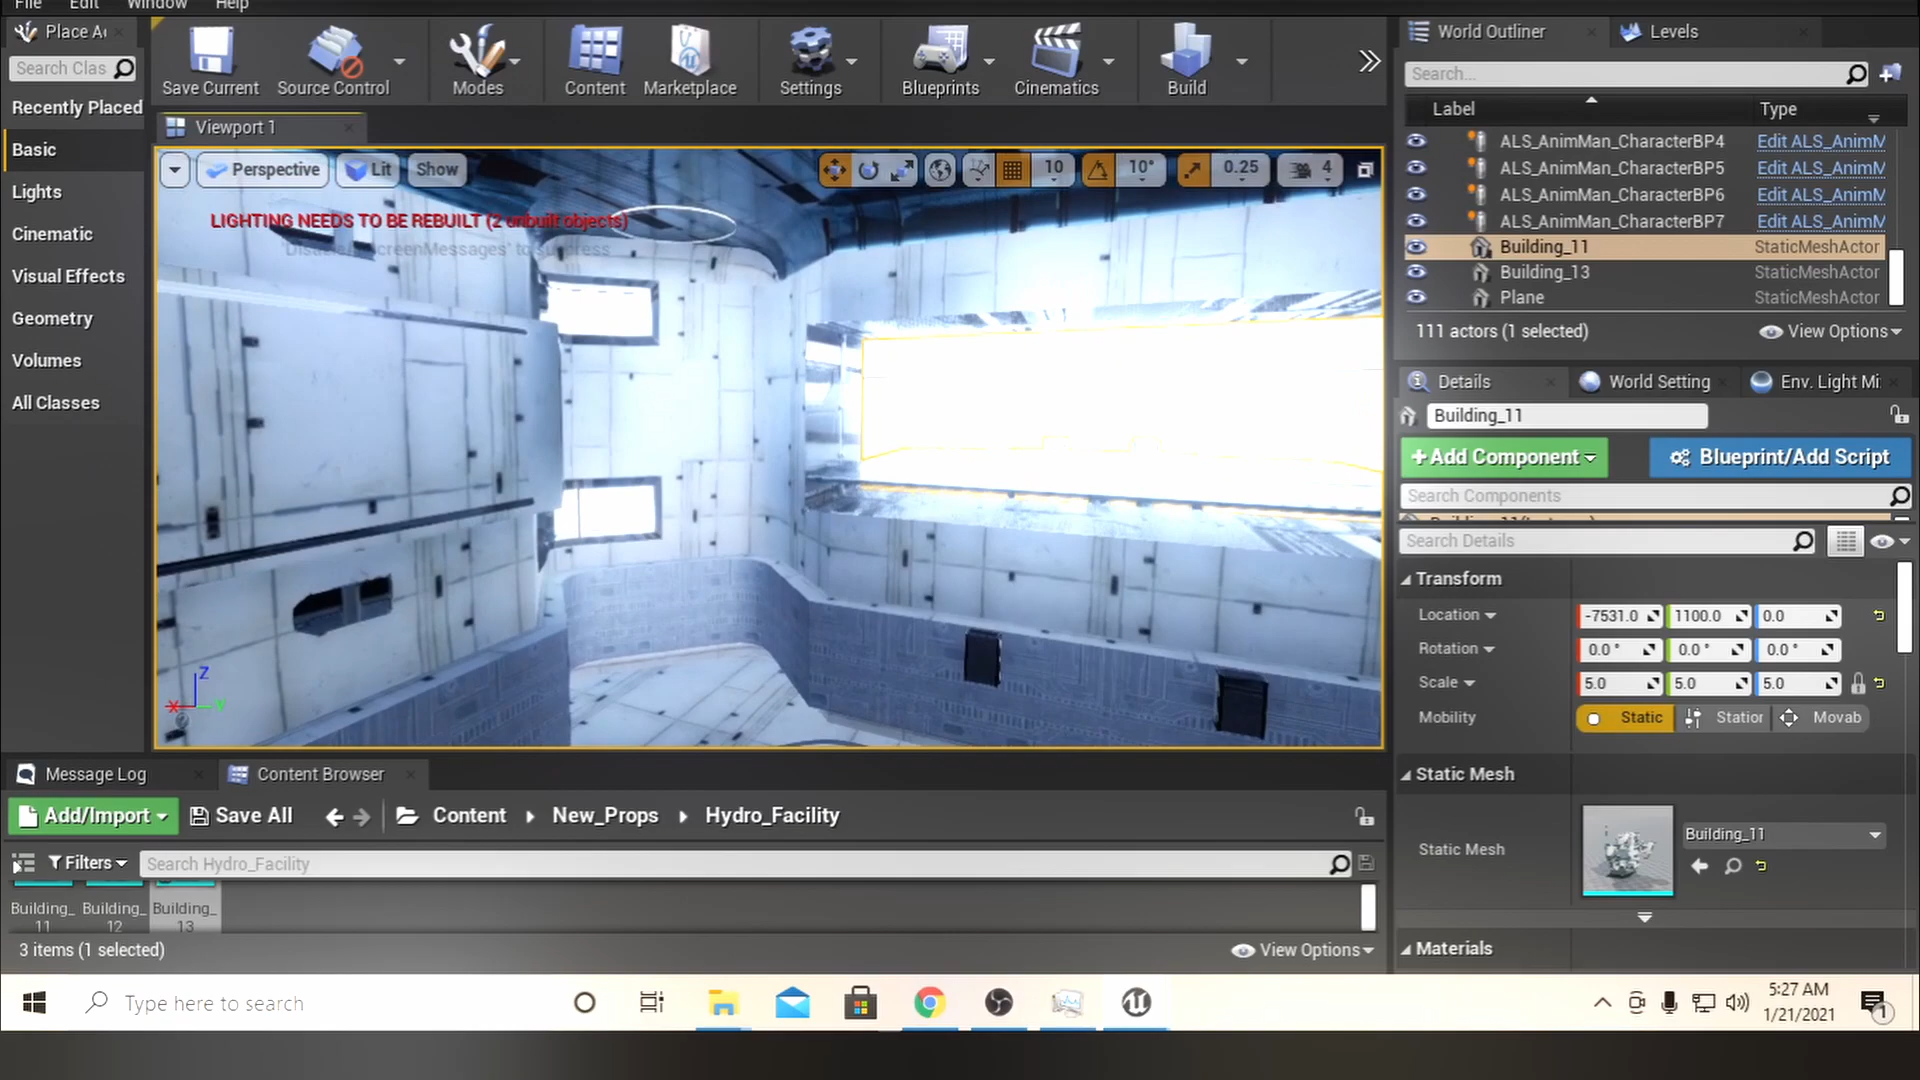 File Edit Window Help
Place Ac
Search Clas
Recently Placed
Basic
Lights
Cinematic
Visual Effects
Geometry
Volumes
All Classes
Save Current
Source Control
Modes
Content
Marketplace
Settings
Blueprints
Cinematics
Build
Viewport 1
Perspective
Lit
Show
10
10°
0.25
4
LIGHTING NEEDS TO BE REBUILT (2 unbuilt objects)
to suppress
Z
X
Y
World Outliner
Levels
Search...
Label
Type
ALS_AnimMan_CharacterBP4 Edit ALS_AnimM
ALS_AnimMan_CharacterBP5 Edit ALS_AnimM
ALS_AnimMan_CharacterBP6 Edit ALS_AnimM
ALS_AnimMan_CharacterBP7 Edit ALS_AnimM
Building_11 StaticMeshActor
Building_13 StaticMeshActor
Plane StaticMeshActor
111 actors (1 selected)
View Options
Details
World Setting
Env. Light Mi
Building_11
+Add Component
Blueprint/Add Script
Search Components
Search Details
Transform
Location -7531.0 1100.0 0.0
Rotation 0.0° 0.0° 0.0°
Scale 5.0 5.0 5.0
Mobility Static Station Movab
Static Mesh
Static Mesh
Building_11
Materials
Message Log
Content Browser
Add/Import
Save All
Content
New_Props
Hydro_Facility
Filters
Search Hydro_Facility
Building_
11
Building_
12
Building_
13
3 items (1 selected)
View Options
Type here to search
5:27 AM
1/21/2021
1